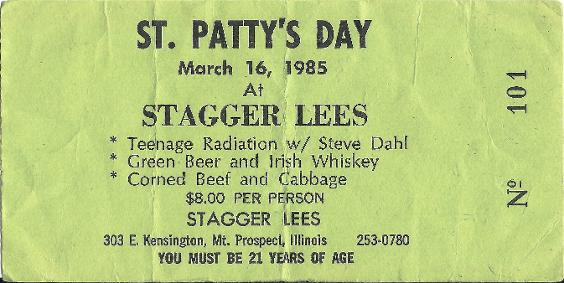 ST. PATTY'S DAY
March 16, 1985
At
STAGGER LEES
* Teenage Radiation w/ Steve Dahl
* Green Beer and Irish Whiskey
* Corned Beef and Cabbage
$8.00 PER PERSON
STAGGER LEES
303 E. Kensington, Mt. Prospect, Illinois 253-0780
YOU MUST BE 21 YEARS OF AGE
Nº 101